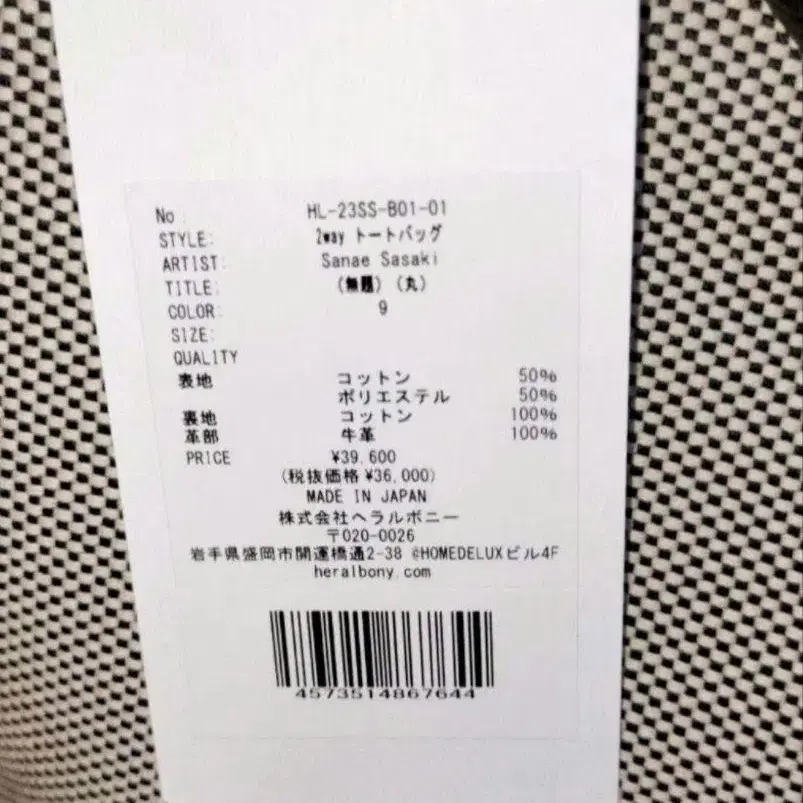 No : HL-23SS-B01-01
STYLE: 2way トートバッグ
ARTIST: Sanae Sasaki
TITLE: (無題) (丸)
COLOR: 9
SIZE:
QUALITY
表地 コットン 50%
ポリエステル 50%
裏地 コットン 100%
革部 牛革 100%
PRICE ¥39,600
(税抜価格 ¥36,000)
MADE IN JAPAN
株式会社ヘラルボニー
〒020-0026
岩手県盛岡市開運橋通2-38 @HOMEDELUXビル4F
heralbony.com
4573514867644